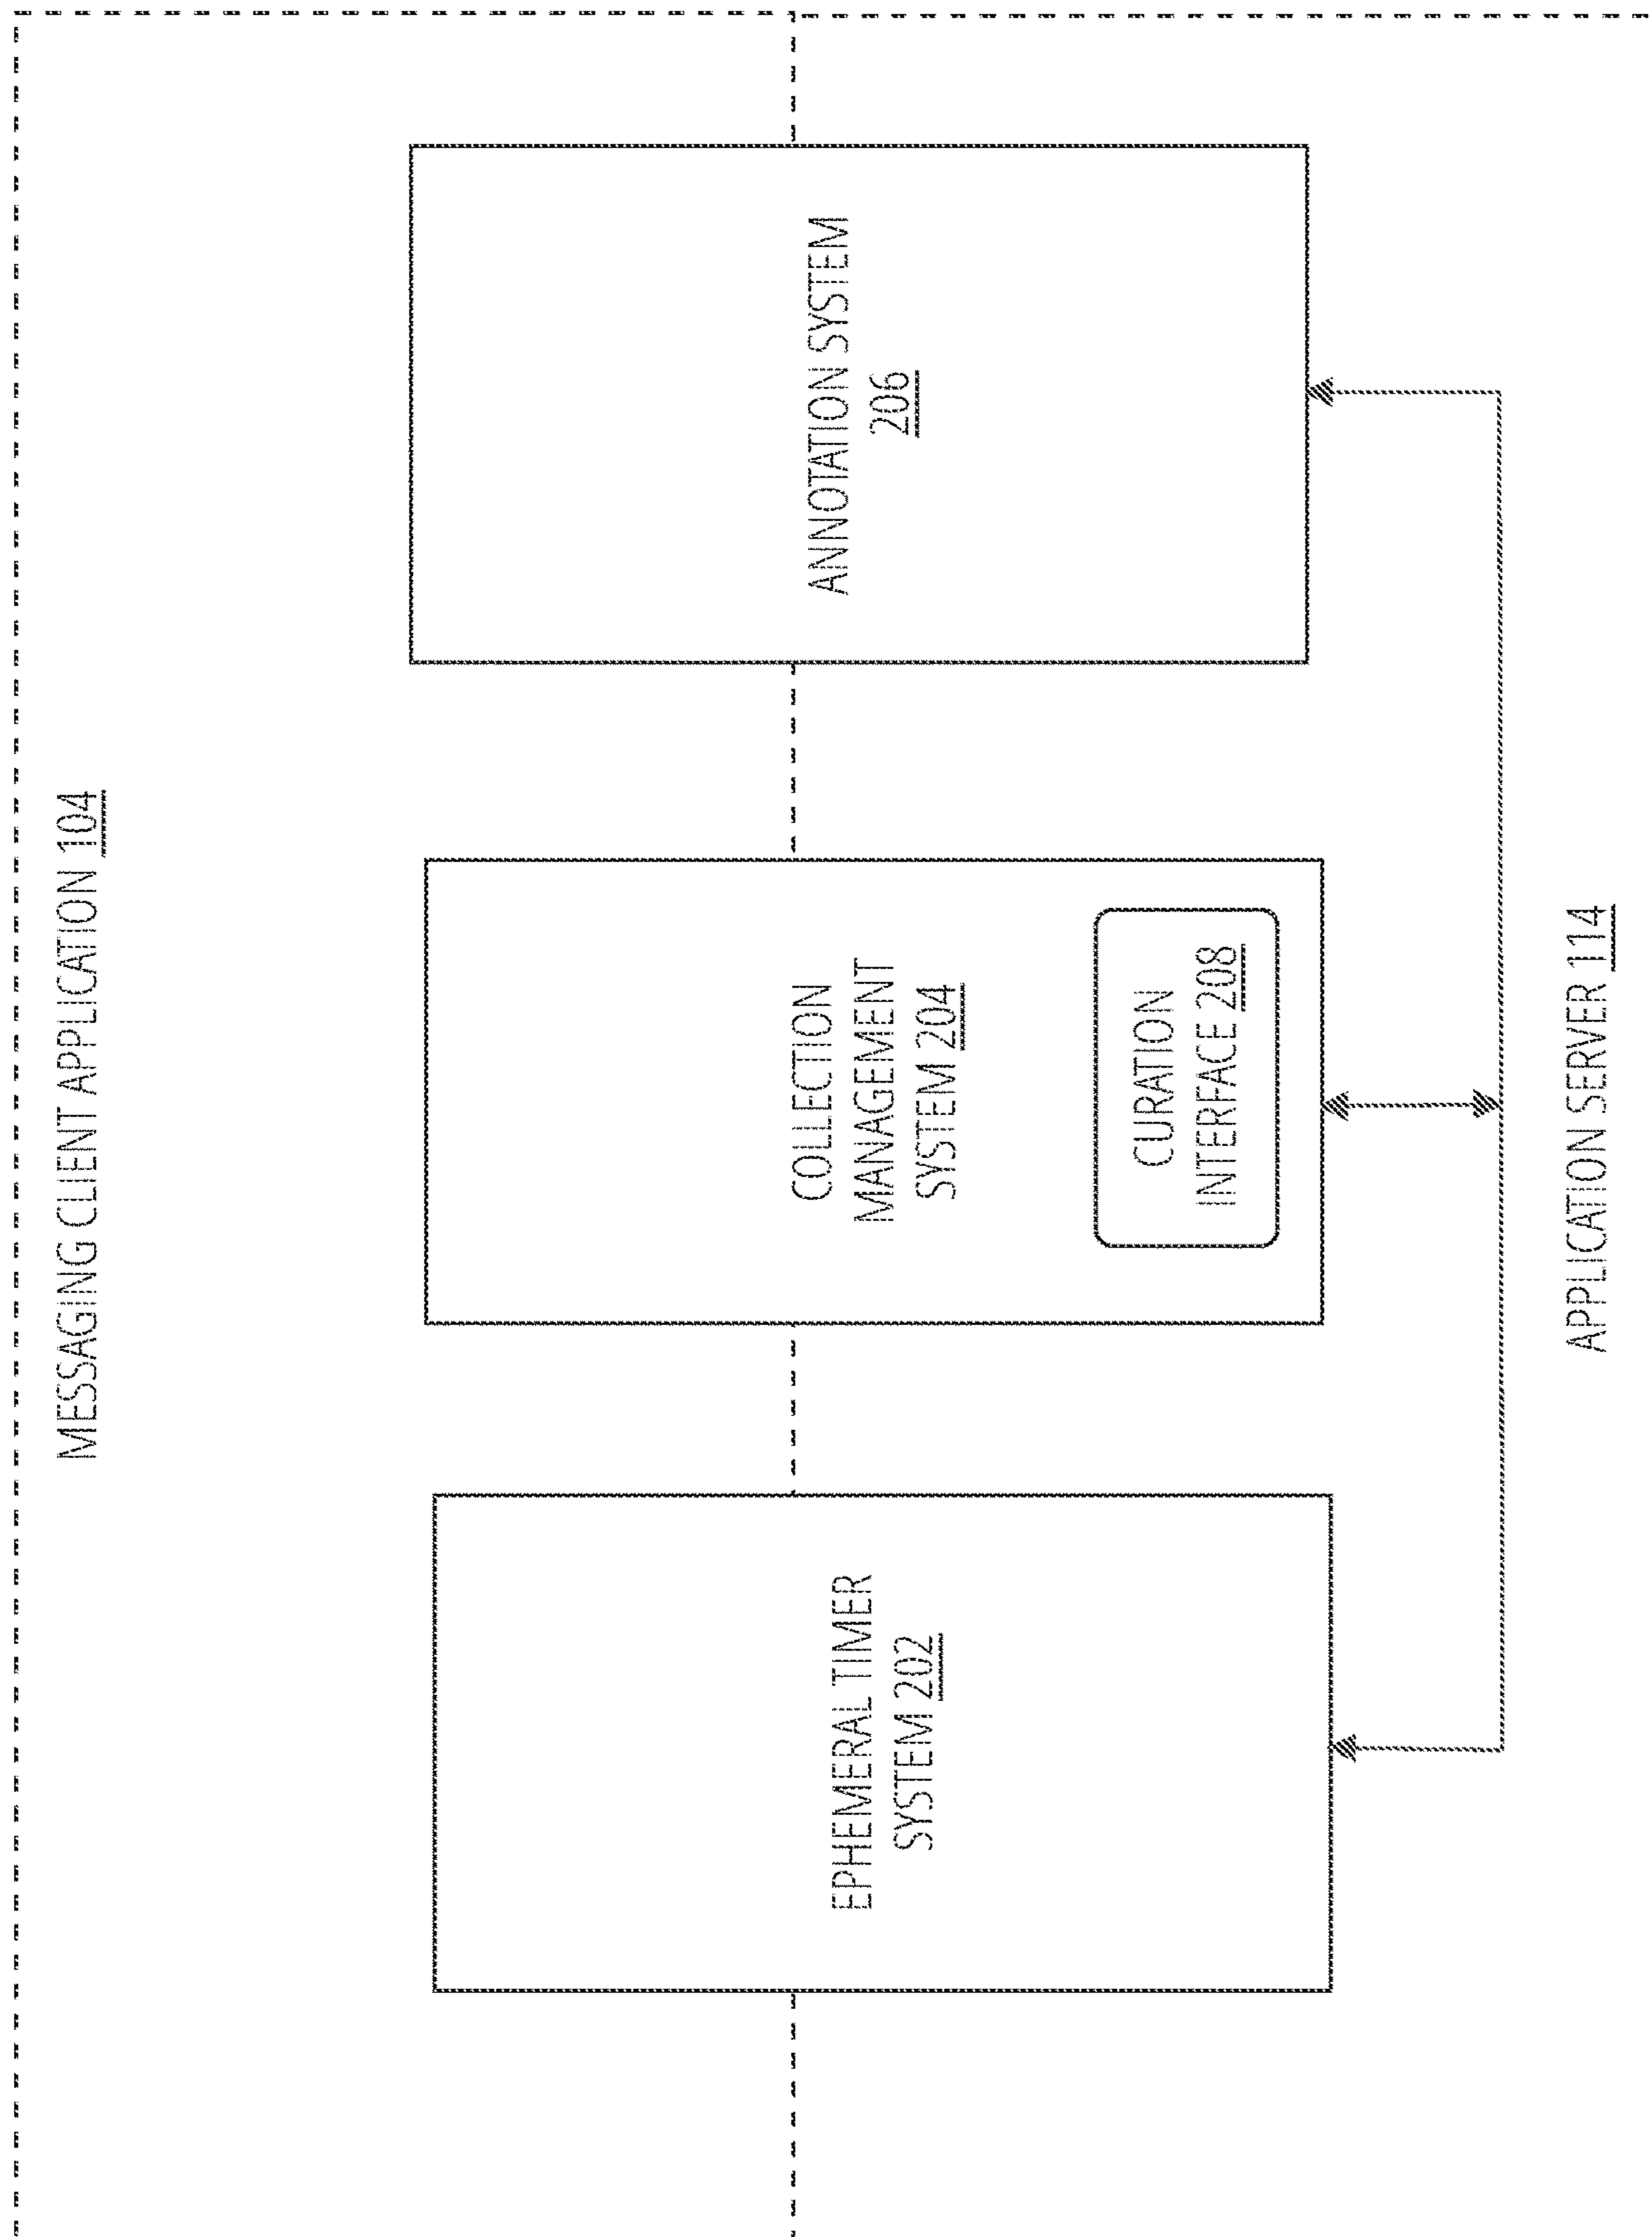 MESSAGING CLIENT APPLICATION 104
EPHEMERAL TIMER
SYSTEM 202
COLLECTION
MANAGEMENT
SYSTEM 204
CURATION
INTERFACE 208
ANNOTATION SYSTEM
206
APPLICATION SERVER 114